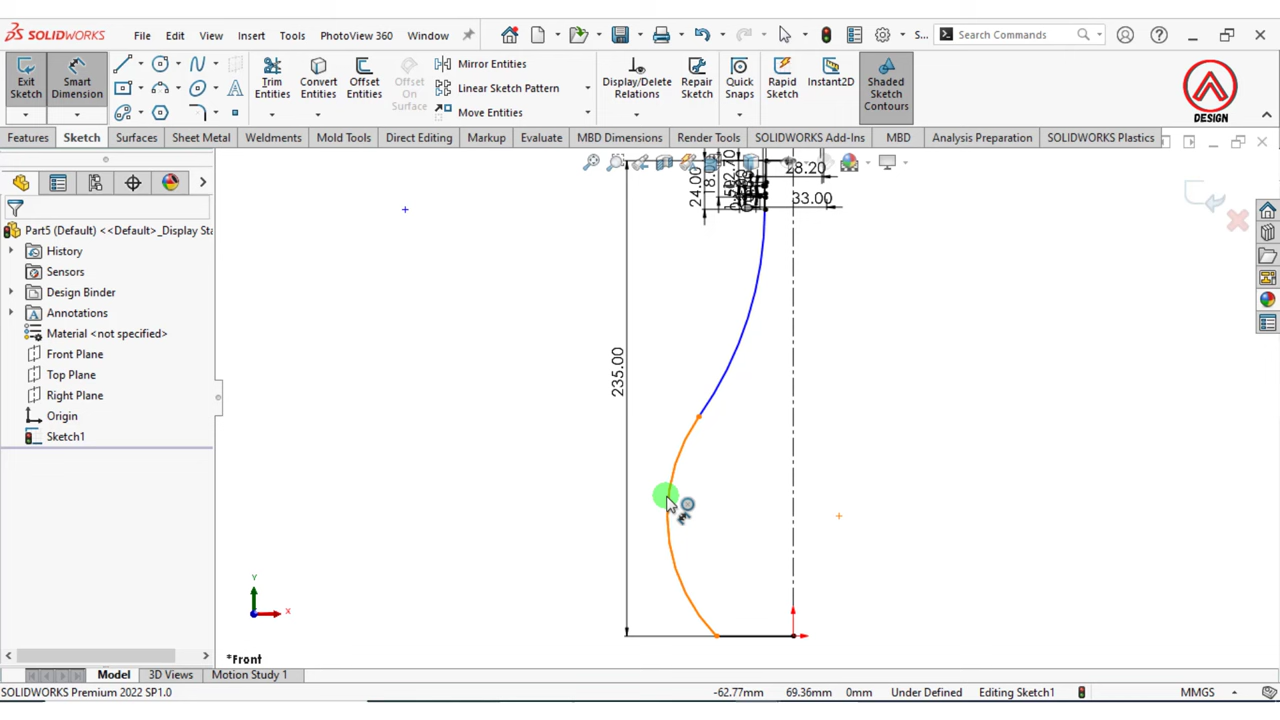 SOLIDWORKS File Edit View Insert Tools PhotoView 360 Window S... Search Commands
Exit Sketch Smart Dimension Trim Entities Convert Entities Offset Entities Offset On Surface Mirror Entities Linear Sketch Pattern Move Entities Display/Delete Relations Repair Sketch Quick Snaps Rapid Sketch Instant2D Shaded Sketch Contours DESIGN
Features Sketch Surfaces Sheet Metal Weldments Mold Tools Direct Editing Markup Evaluate MBD Dimensions Render Tools SOLIDWORKS Add-Ins MBD Analysis Preparation SOLIDWORKS Plastics
28.20
24.00
33.00
Part5 (Default) <<Default>_Display Sta
History
Sensors
Design Binder
Annotations
Material <not specified>
Front Plane
Top Plane
Right Plane
Origin
Sketch1
235.00
Y
X
*Front
Model 3D Views Motion Study 1
SOLIDWORKS Premium 2022 SP1.0 -62.77mm 69.36mm 0mm Under Defined Editing Sketch1 MMGS